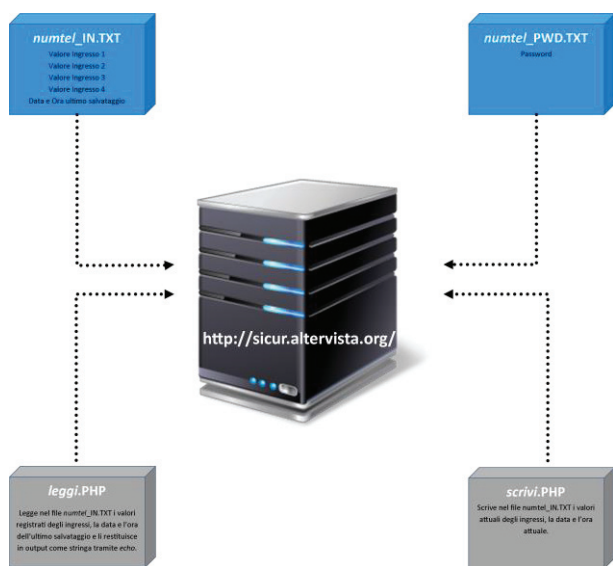 numtel_IN.TXT
Valore Ingresso 1
Valore Ingresso 2
Valore Ingresso 3
Valore Ingresso 4
Data e Ora ultimo salvataggio
numtel_PWD.TXT
Password
http://sicur.altervista.org/
leggi.PHP
Legge nel file numtel_IN.TXT i valori
registrati degli ingressi, la data e l'ora
dell'ultimo salvataggio e li restituisce
in output come stringa tramite echo.
scrivi.PHP
Scrive nel file numtel_IN.TXT i valori
attuali degli ingressi, la data e l'ora
attuale.